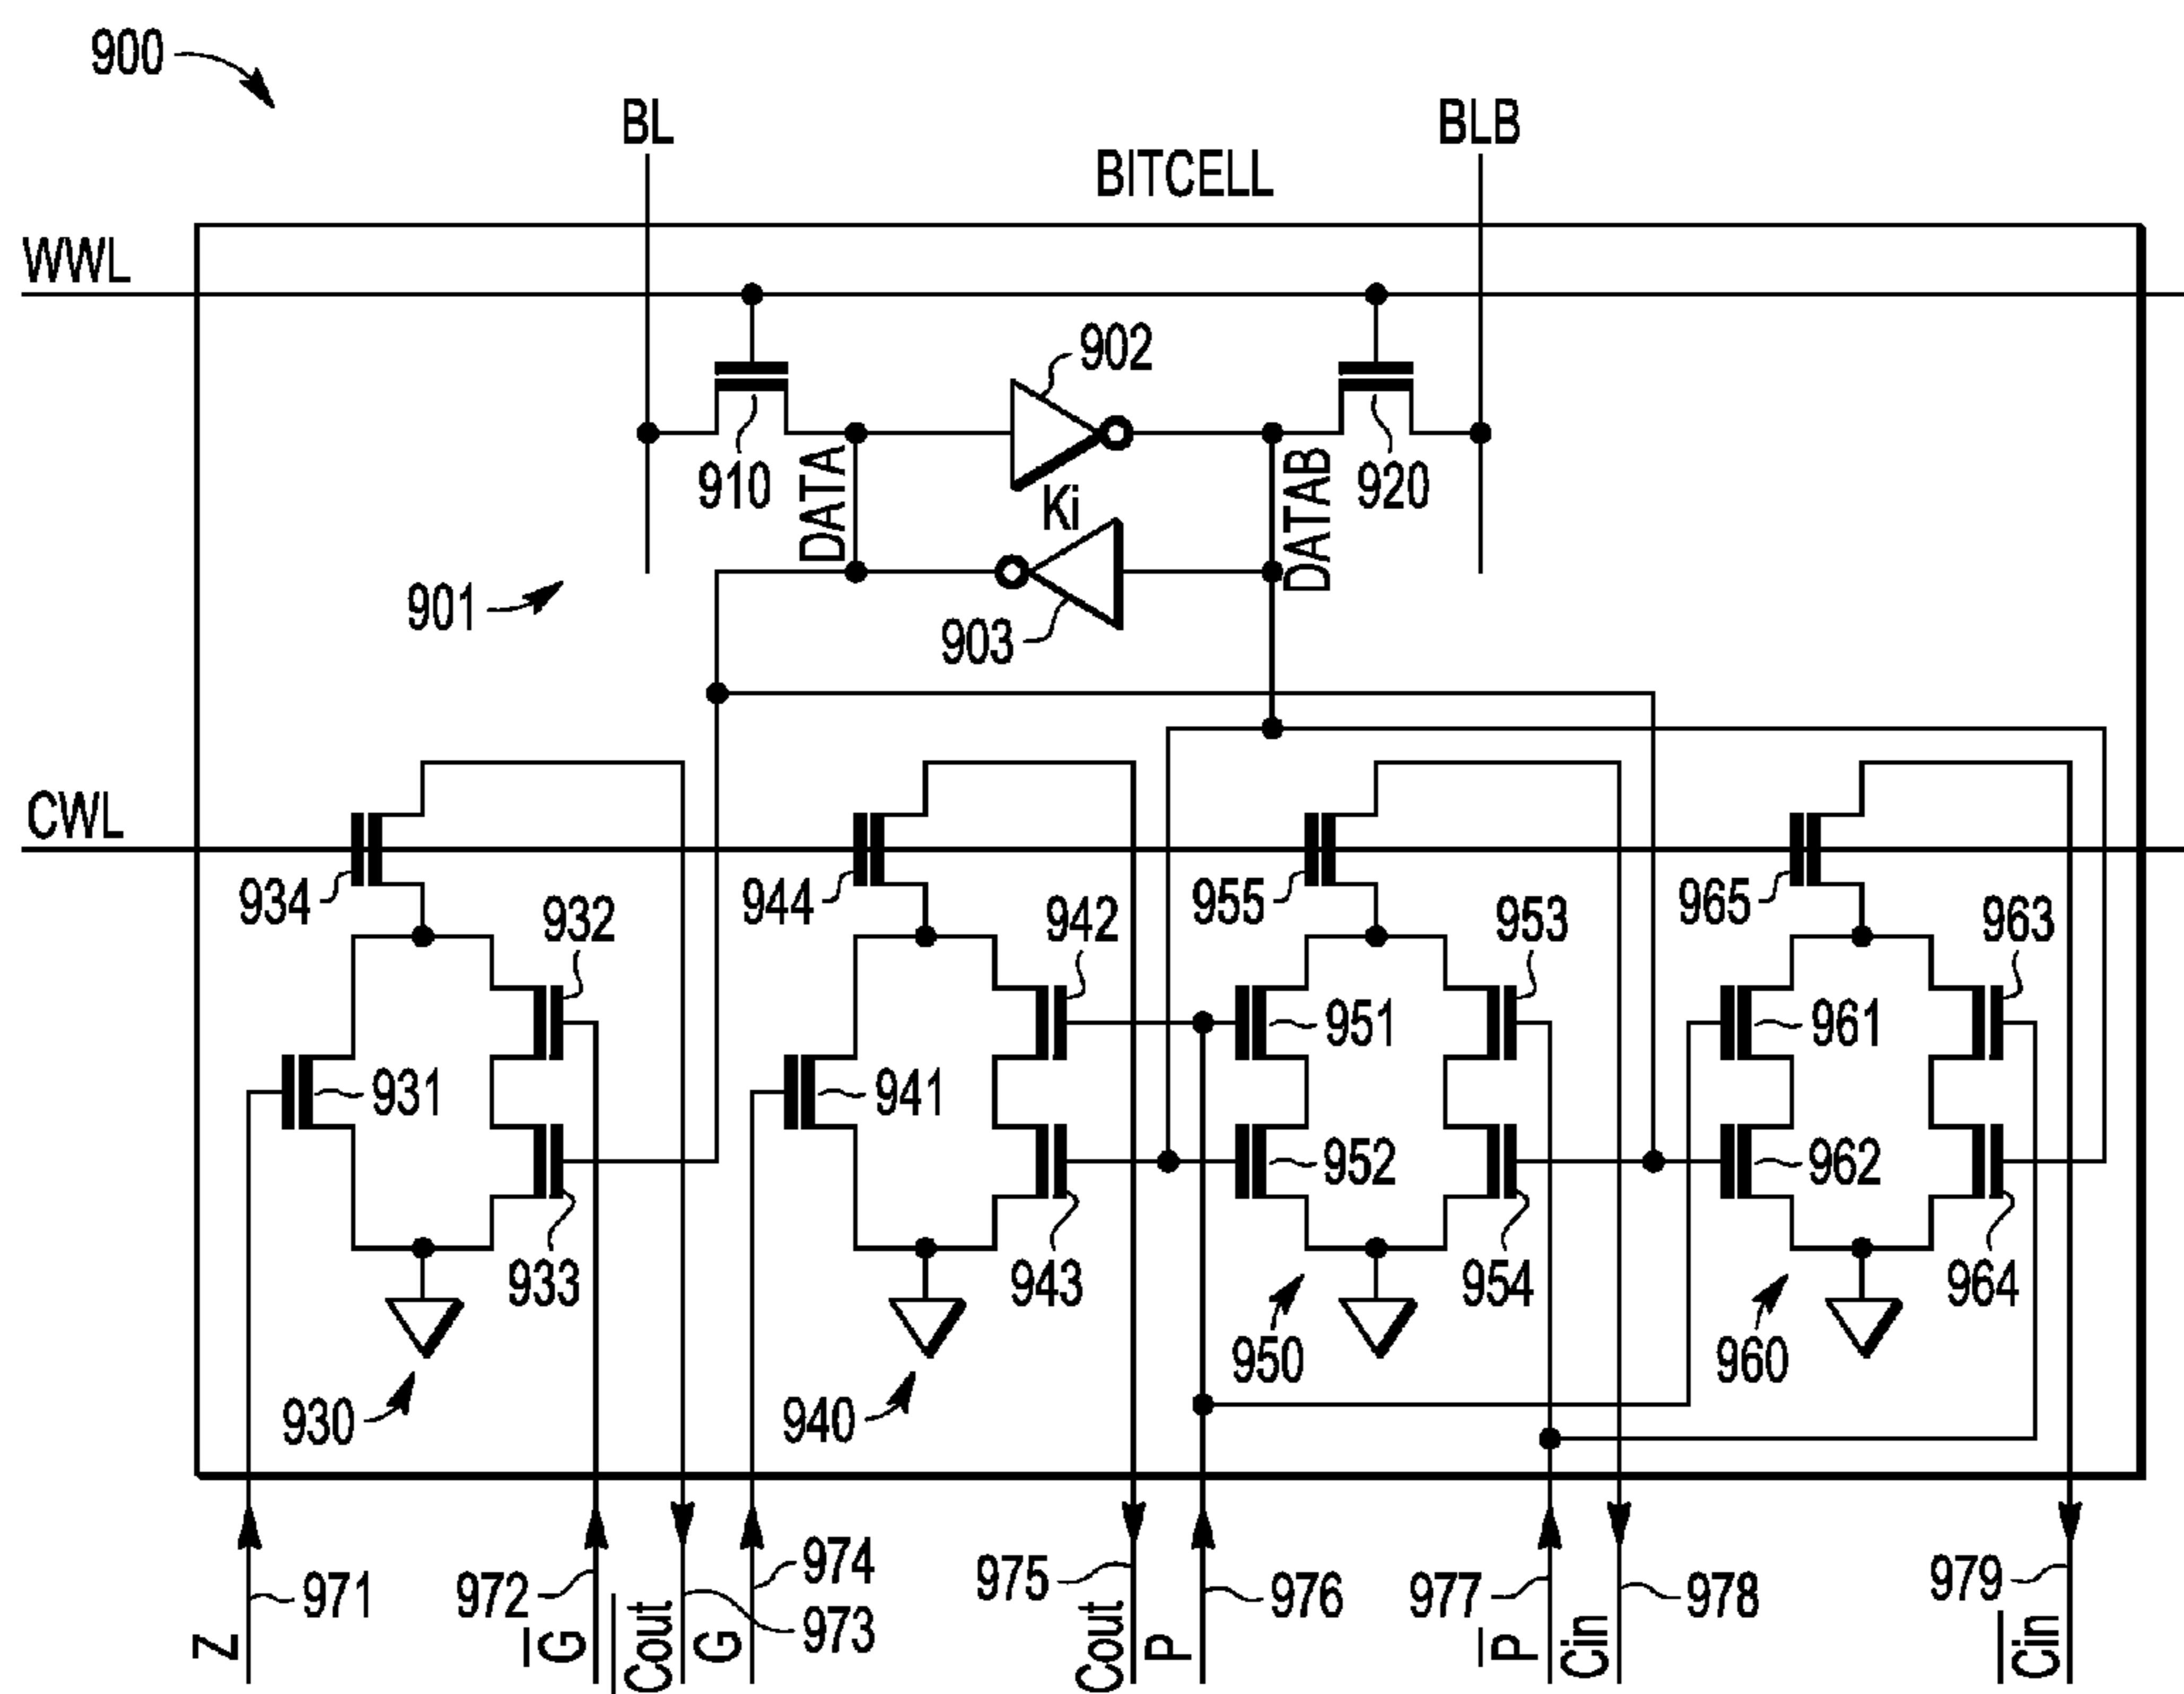 900
BL
BLB
BITCELL
WWL
902
910
DATA
Ki
DATAB
920
901
903
CWL
934
932
944
942
955
953
965
963
931
941
951
961
952
962
933
943
954
964
930
940
950
960
971
972
974
973
975
976
977
978
979
Z
G
Cout
G
Cout
P
P
Cin
Cin